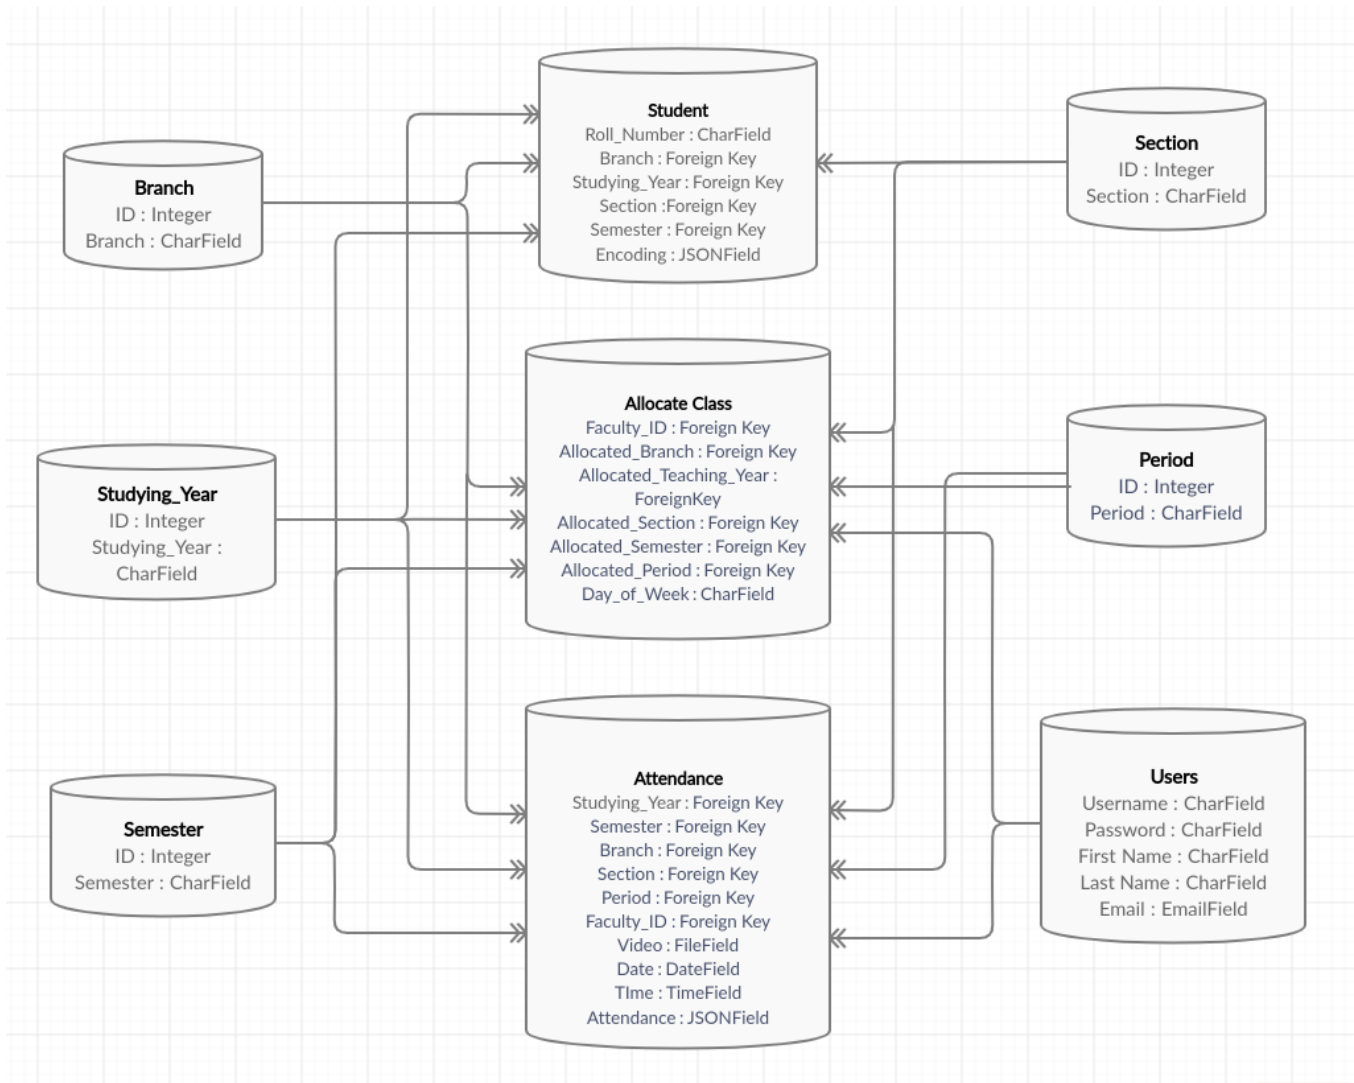 Student
Roll_Number : CharField
Branch : Foreign Key
Studying_Year : Foreign Key
Section :Foreign Key
Semester : Foreign Key
Encoding : JSONField
Section
ID : Integer
Section : CharField
Branch
ID : Integer
Branch : CharField
Allocate Class
Faculty_ID : Foreign Key
Allocated_Branch : Foreign Key
Allocated_Teaching_Year :
ForeignKey
Allocated_Section : Foreign Key
Allocated_Semester : Foreign Key
Allocated_Period : Foreign Key
Day_of_Week : CharField
Period
ID : Integer
Period : CharField
Studying_Year
ID : Integer
Studying_Year :
CharField
Attendance
Studying_Year : Foreign Key
Semester : Foreign Key
Branch : Foreign Key
Section : Foreign Key
Period : Foreign Key
Faculty_ID : Foreign Key
Video : FileField
Date : DateField
TIme : TimeField
Attendance : JSONField
Users
Username : CharField
Password : CharField
First Name : CharField
Last Name : CharField
Email : EmailField
Semester
ID : Integer
Semester : CharField